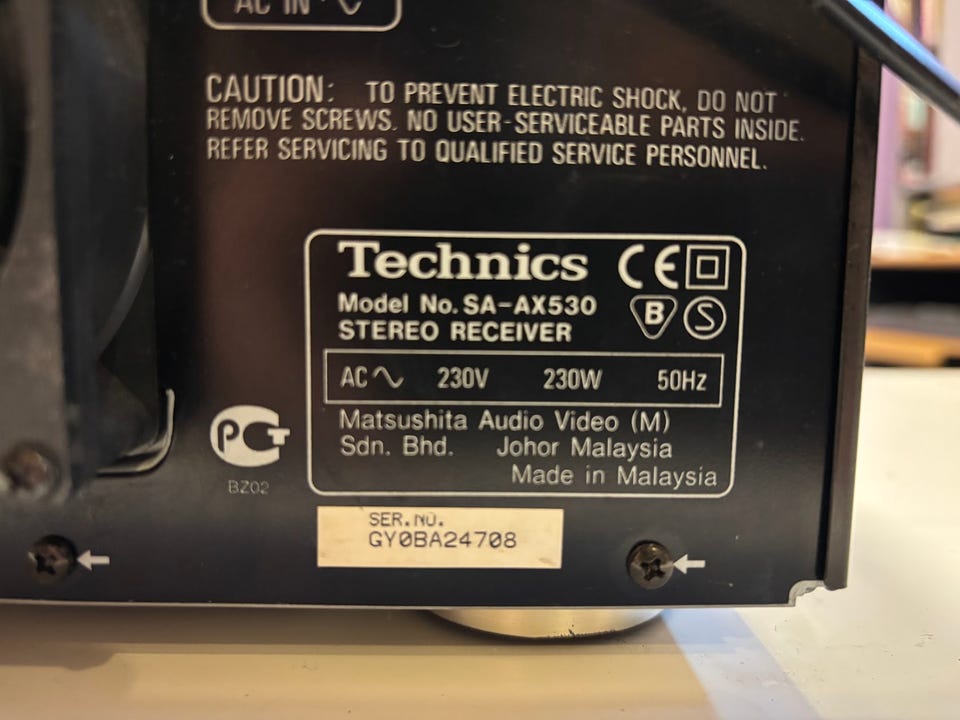 AC IN ∿
CAUTION: TO PREVENT ELECTRIC SHOCK, DO NOT
REMOVE SCREWS. NO USER-SERVICEABLE PARTS INSIDE.
REFER SERVICING TO QUALIFIED SERVICE PERSONNEL.
Technics CE
Model No. SA-AX530
B S
STEREO RECEIVER
AC∿ 230V 230W 50Hz
Matsushita Audio Video (M)
Sdn. Bhd. Johor Malaysia
Made in Malaysia
PCT
BZ02
SER.NO.
GY0BA24708